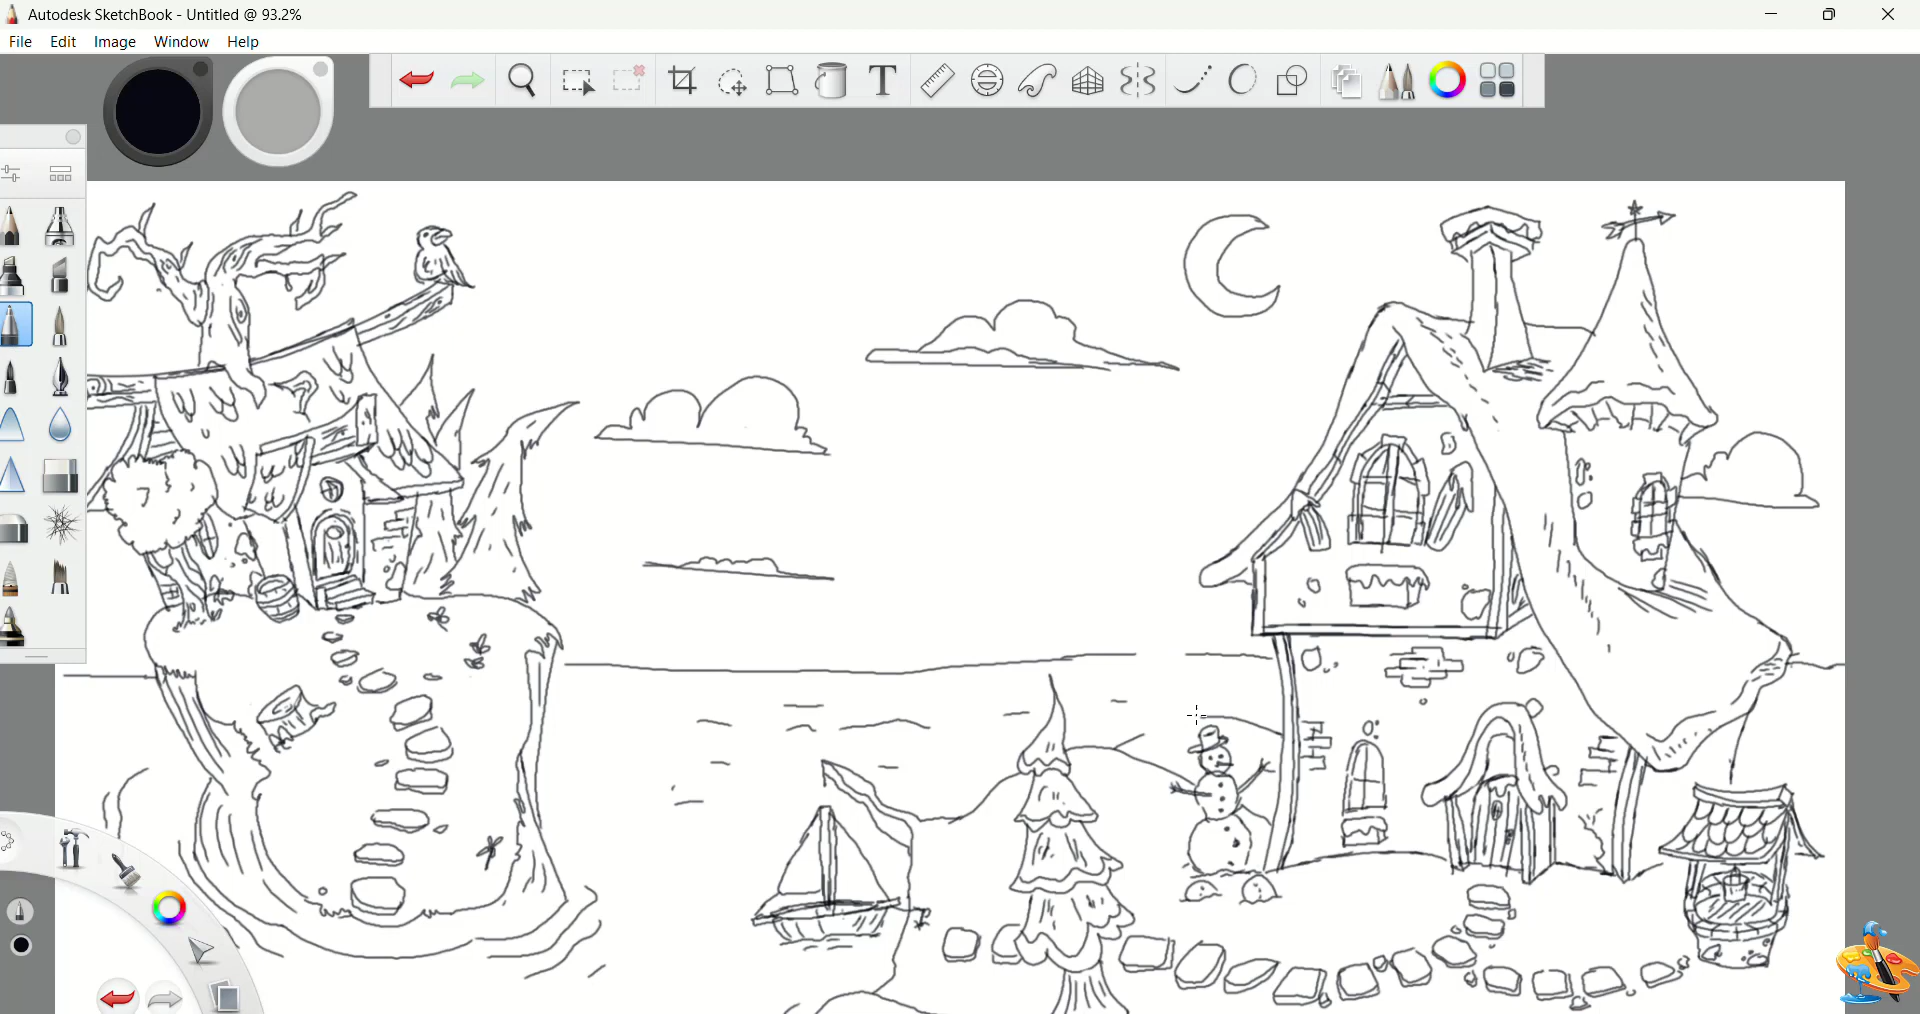 Autodesk SketchBook - Untitled @ 93.2%
File Edit Image Window Help
T